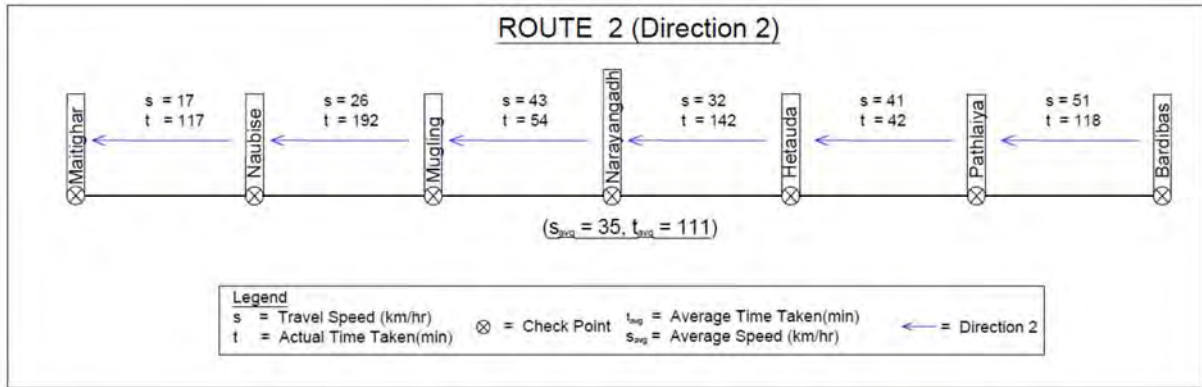 ROUTE 2 (Direction 2)
s = 17
t = 117
s = 26
t = 192
s = 43
t = 54
s = 32
t = 142
s = 41
t = 42
s = 51
t = 118
Maitighar
Naubise
Mugling
Narayangadh
Hetauda
Pathlaiya
Bardibas
(savg = 35, tavg = 111)
Legend
s = Travel Speed (km/hr)
t = Actual Time Taken(min)
= Check Point
tavg = Average Time Taken(min)
savg = Average Speed (km/hr)
= Direction 2